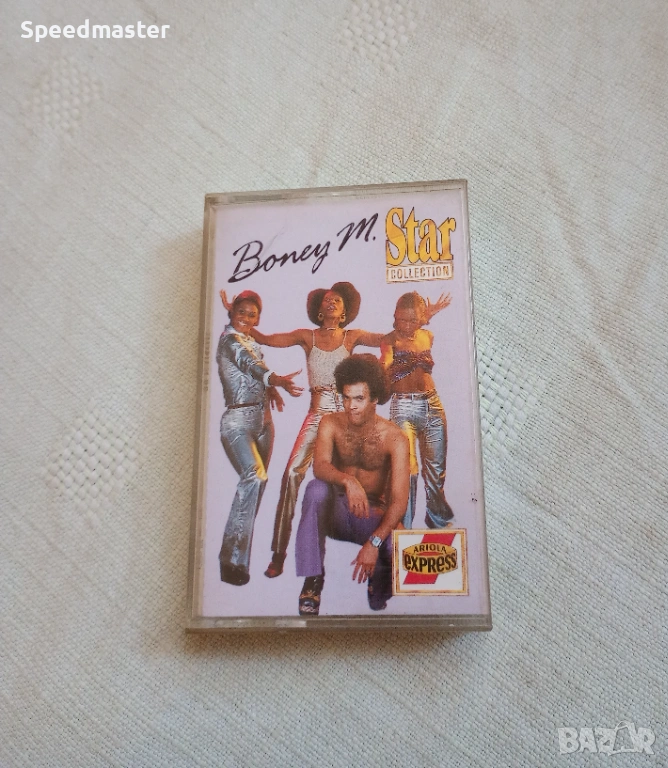 Speedmaster
Boney M.
Star
COLLECTION
ARIOLA
eXPRESS
BAZAR